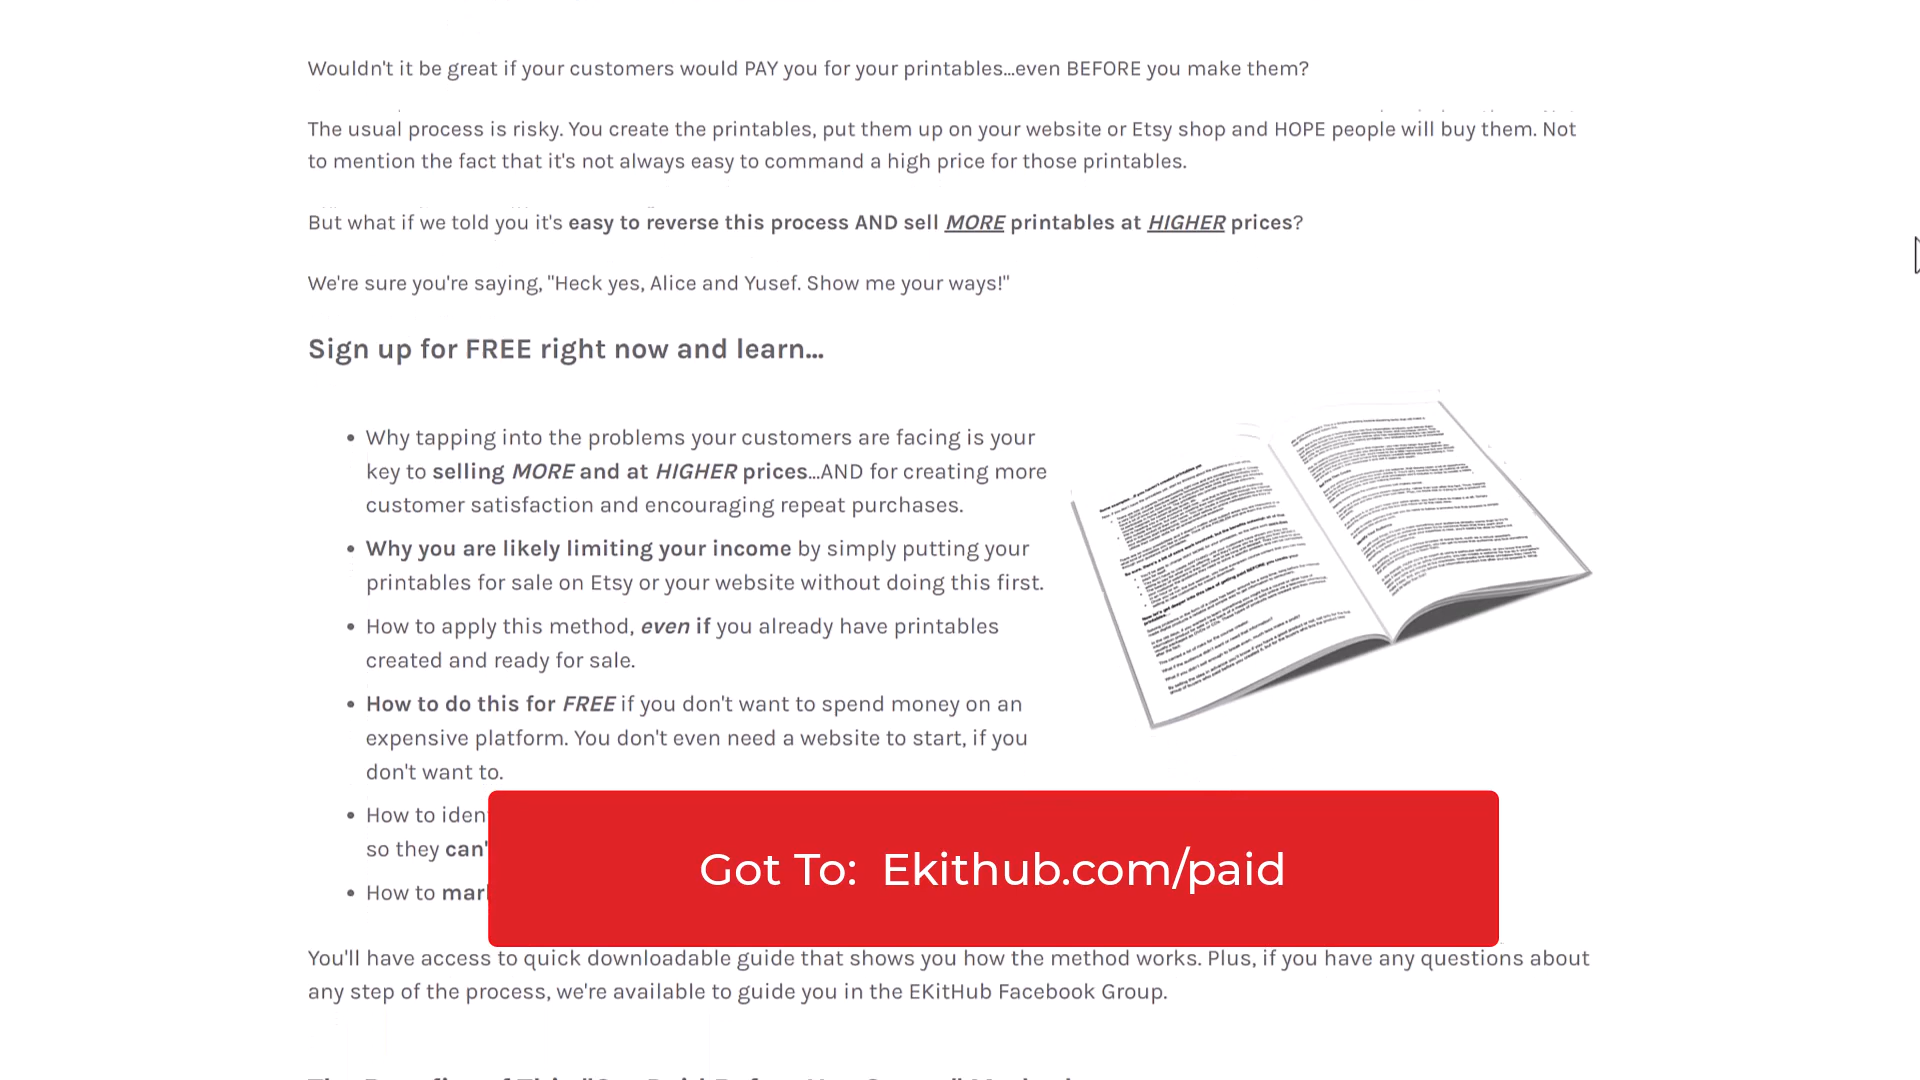 Wouldn't it be great if your customers would PAY you for your printables...even BEFORE you make them?
The usual process is risky. You create the printables, put them up on your website or Etsy shop and HOPE people will buy them. Not
to mention the fact that it's not always easy to command a high price for those printables.
But what if we told you it's easy to reverse this process AND sell MORE printables at HIGHER prices?
We're sure you're saying, "Heck yes, Alice and Yusef. Show me your ways!"
Sign up for FREE right now and learn...
• Why tapping into the problems your customers are facing is your
key to selling MORE and at HIGHER prices...AND for creating more
customer satisfaction and encouraging repeat purchases.
• Why you are likely limiting your income by simply putting your
printables for sale on Etsy or your website without doing this first.
• How to apply this method, even if you already have printables
created and ready for sale.
• How to do this for FREE if you don't want to spend money on an
expensive platform. You don't even need a website to start, if you
don't want to.
• How to iden
so they can'
• How to mar
Got To: Ekithub.com/paid
You'll have access to quick downloadable guide that shows you how the method works. Plus, if you have any questions about
any step of the process, we're available to guide you in the EKitHub Facebook Group.